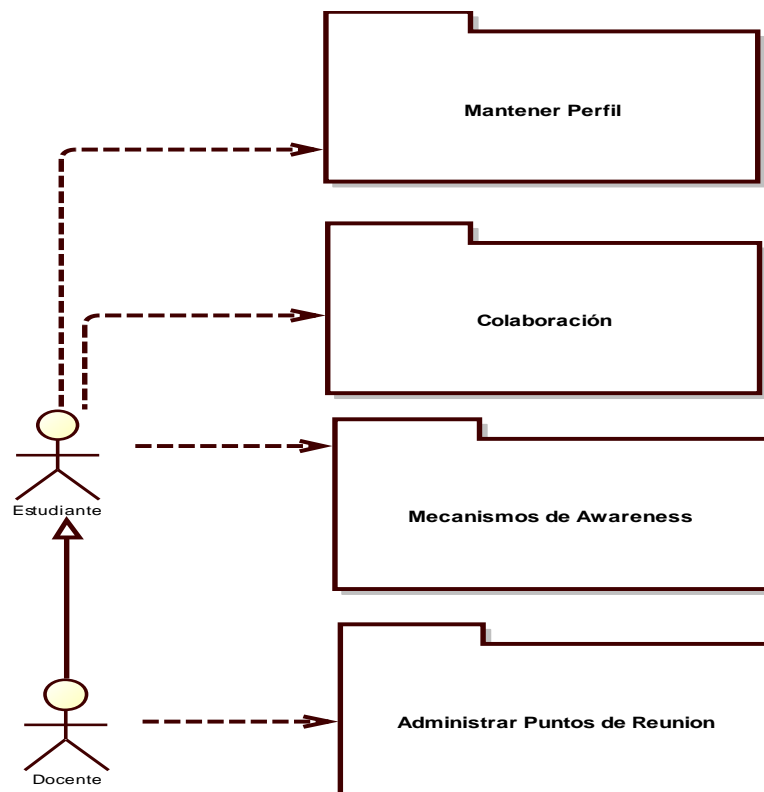 Mantener Perfil
Colaboración
Estudiante
Mecanismos de Awareness
Administrar Puntos de Reunion
Docente